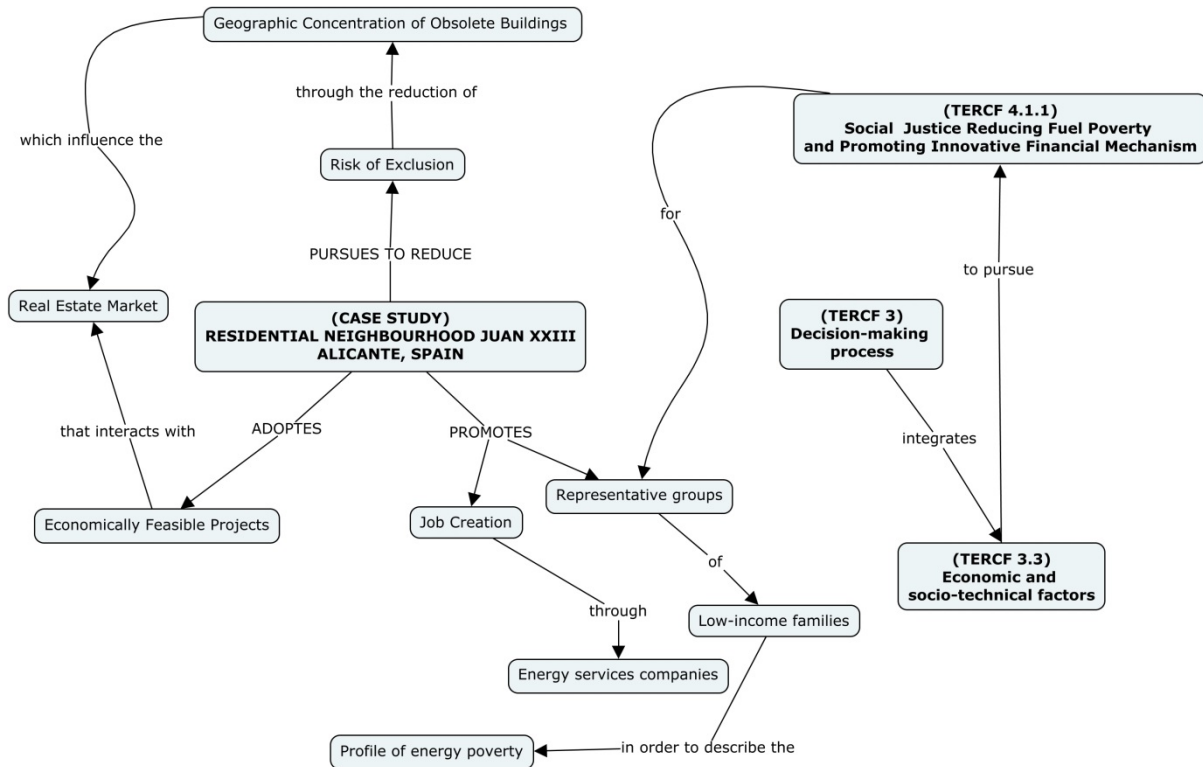 Geographic Concentration of Obsolete Buildings
through the reduction of
(TERCF 4.1.1)
Social Justice Reducing Fuel Poverty
and Promoting Innovative Financial Mechanism
which influence the
Risk of Exclusion
for
PURSUES TO REDUCE
to pursue
Real Estate Market
(CASE STUDY)
RESIDENTIAL NEIGHBOURHOOD JUAN XXIII
ALICANTE, SPAIN
(TERCF 3)
Decision-making
process
that interacts with
ADOPTES
PROMOTES
integrates
Representative groups
Economically Feasible Projects
Job Creation
of
(TERCF 3.3)
Economic and
socio-technical factors
through
Low-income families
Energy services companies
Profile of energy poverty
in order to describe the